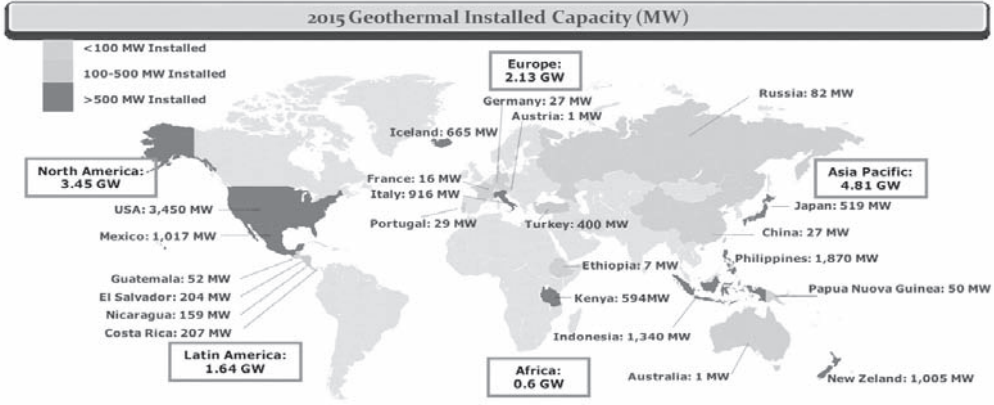 2015 Geothermal Installed Capacity (MW)
<100 MW Installed
100-500 MW Installed
>500 MW Installed
Europe:
2.13 GW
Germany: 27 MW
Austria: 1 MW
Russia: 82 MW
Iceland: 665 MW
North America:
3.45 GW
France: 16 MW
Italy: 916 MW
Portugal: 29 MW
Turkey: 400 MW
Asia Pacific:
4.81 GW
Japan: 519 MW
China: 27 MW
USA: 3,450 MW
Mexico: 1,017 MW
Philippines: 1,870 MW
Ethiopia: 7 MW
Guatemala: 52 MW
El Salvador: 204 MW
Nicaragua: 159 MW
Costa Rica: 207 MW
Kenya: 594MW
Papua Nuova Guinea: 50 MW
Indonesia: 1,340 MW
Latin America:
1.64 GW
Africa:
0.6 GW
Australia: 1 MW
New Zeland: 1,005 MW